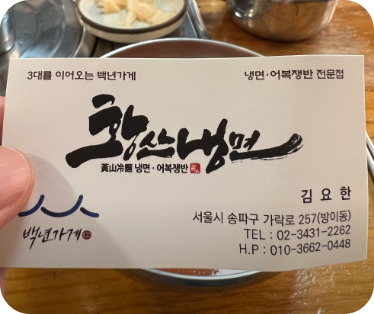 3대를 이어오는 백년가게
냉면·어복쟁반 전문점
황산냉면
黃山冷麵 냉면·어복쟁반
김요한
서울시 송파구 가락로 257(방이동)
TEL : 02-3431-2262
H.P : 010-3662-0448
백년가게